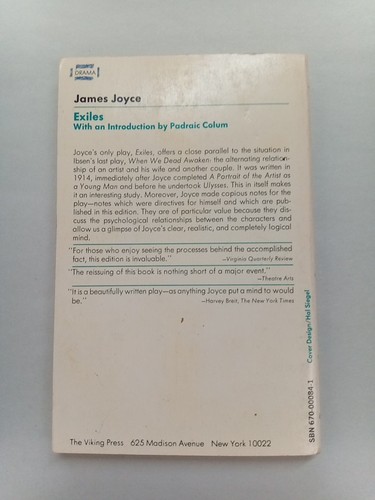 DRAMA
James Joyce
Exiles
With an Introduction by Padraic Colum
Joyce's only play, Exiles, offers a close parallel to the situation in
Ibsen's last play, When We Dead Awaken: the alternating relation-
ship of an artist and his wife and another couple. It was written in
1914, immediately after Joyce completed A Portrait of the Artist as
a Young Man and before he undertook Ulysses. This in itself makes
it an interesting study. Moreover, Joyce made copious notes for the
play—notes which were directives for himself and which are pub-
lished in this edition. They are of particular value because they dis-
cuss the psychological relationships between the characters and
allow us a glimpse of Joyce's clear, realistic, and completely logical
mind.
"For those who enjoy seeing the processes behind the accomplished
fact, this edition is invaluable."
—Virginia Quarterly Review
"The reissuing of this book is nothing short of a major event."
—Theatre Arts
"It is a beautifully written play—as anything Joyce put a mind to would
be."
—Harvey Breit, The New York Times
Cover Design/Hal Siegel
SBN 670-00084-1
The Viking Press 625 Madison Avenue New York 10022